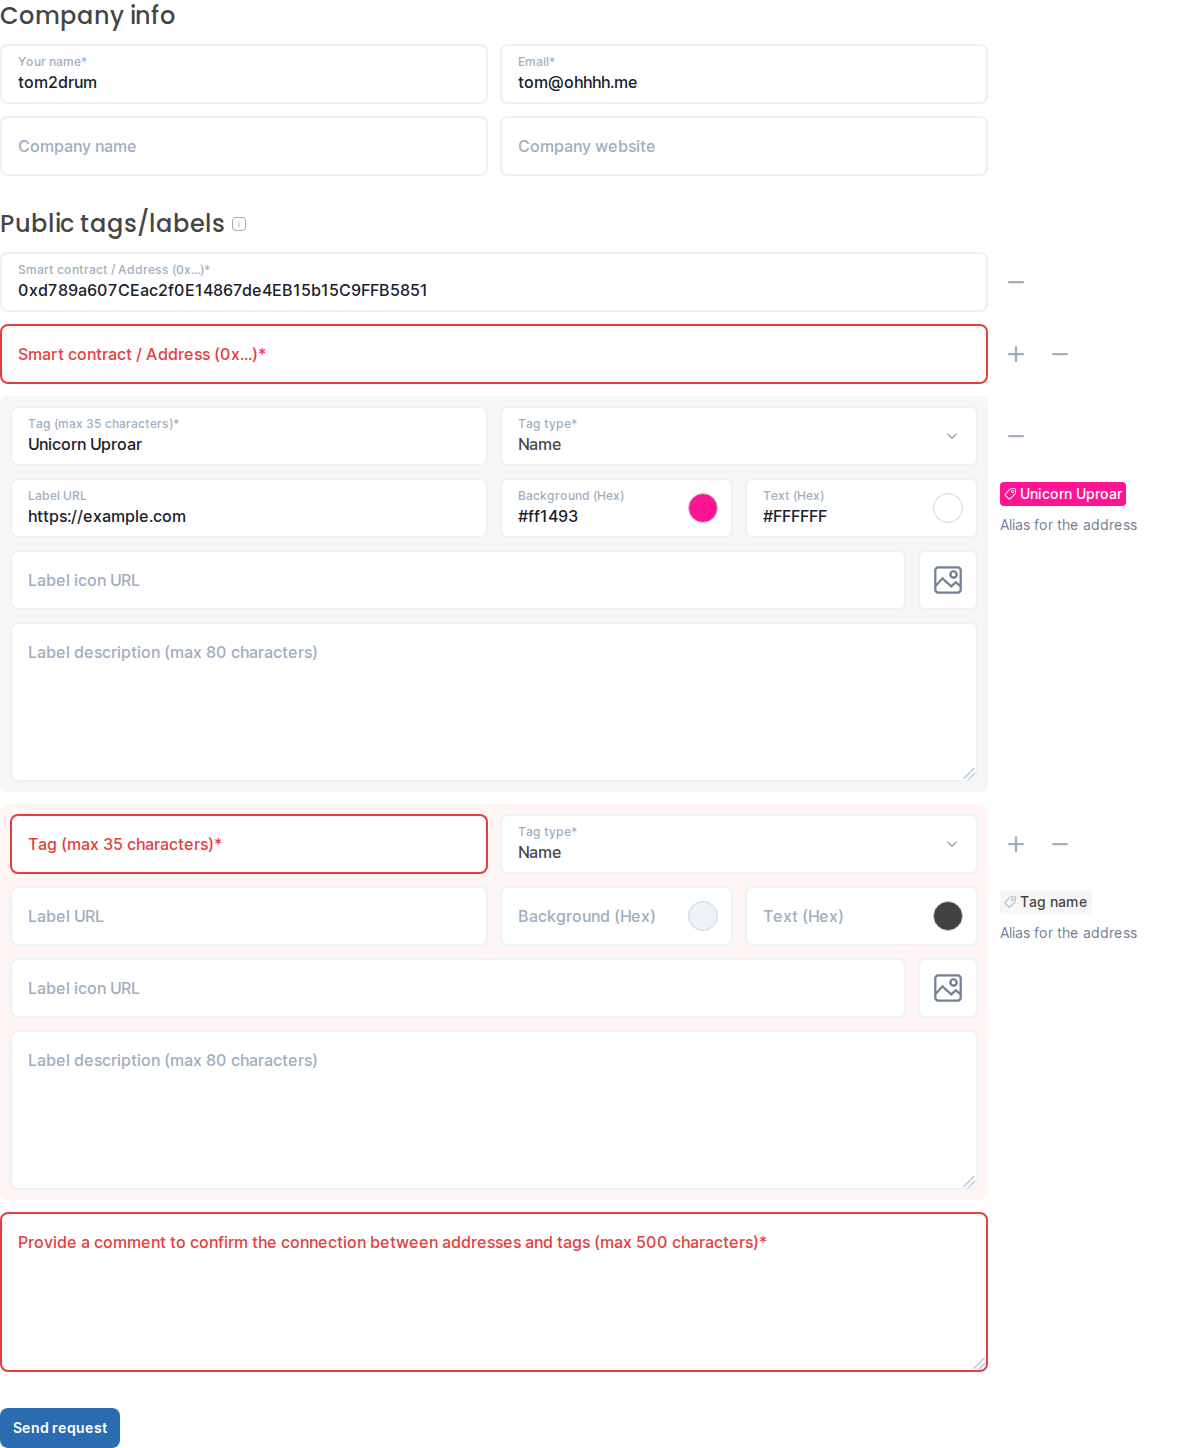 Company info
Your name*
tom2drum
Email*
tom@ohhhh.me
Company name
Company website
Public tags/labels
Smart contract / Address (0x...)*
0xd789a607CEac2f0E14867de4EB15b15C9FFB5851
Smart contract / Address (0x...)*
Tag (max 35 characters)*
Unicorn Uproar
Tag type*
Name
Label URL
https://example.com
Background (Hex)
#ff1493
Text (Hex)
#FFFFFF
Unicorn Uproar
Alias for the address
Label icon URL
Label description (max 80 characters)
Tag (max 35 characters)*
Tag type*
Name
Label URL
Background (Hex)
Text (Hex)
Tag name
Alias for the address
Label icon URL
Label description (max 80 characters)
Provide a comment to confirm the connection between addresses and tags (max 500 characters)*
Send request